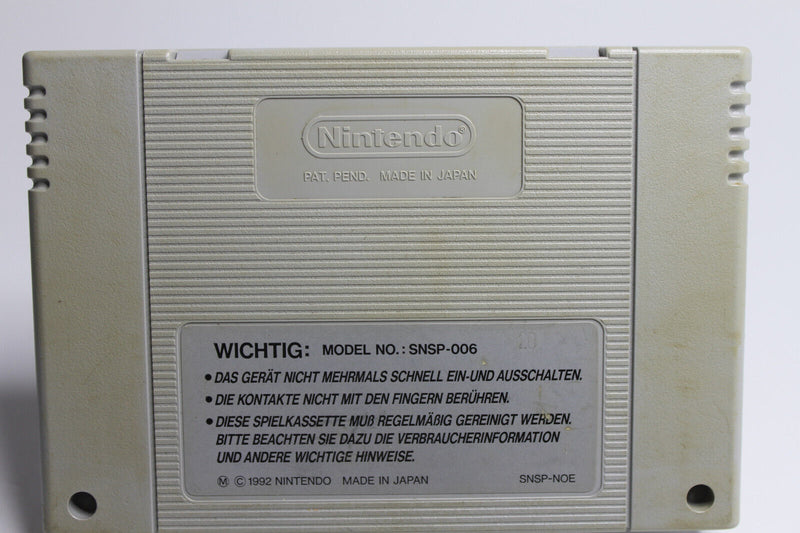 Nintendo®
PAT. PEND. MADE IN JAPAN
WICHTIG: MODEL NO.: SNSP-006
• DAS GERÄT NICHT MEHRMALS SCHNELL EIN-UND AUSSCHALTEN.
• DIE KONTAKTE NICHT MIT DEN FINGERN BERÜHREN.
• DIESE SPIELKASSETTE MUß REGELMÄßIG GEREINIGT WERDEN.
BITTE BEACHTEN SIE DAZU DIE VERBRAUCHERINFORMATION
UND ANDERE WICHTIGE HINWEISE.
Ⓜ © 1992 NINTENDO MADE IN JAPAN SNSP-NOE